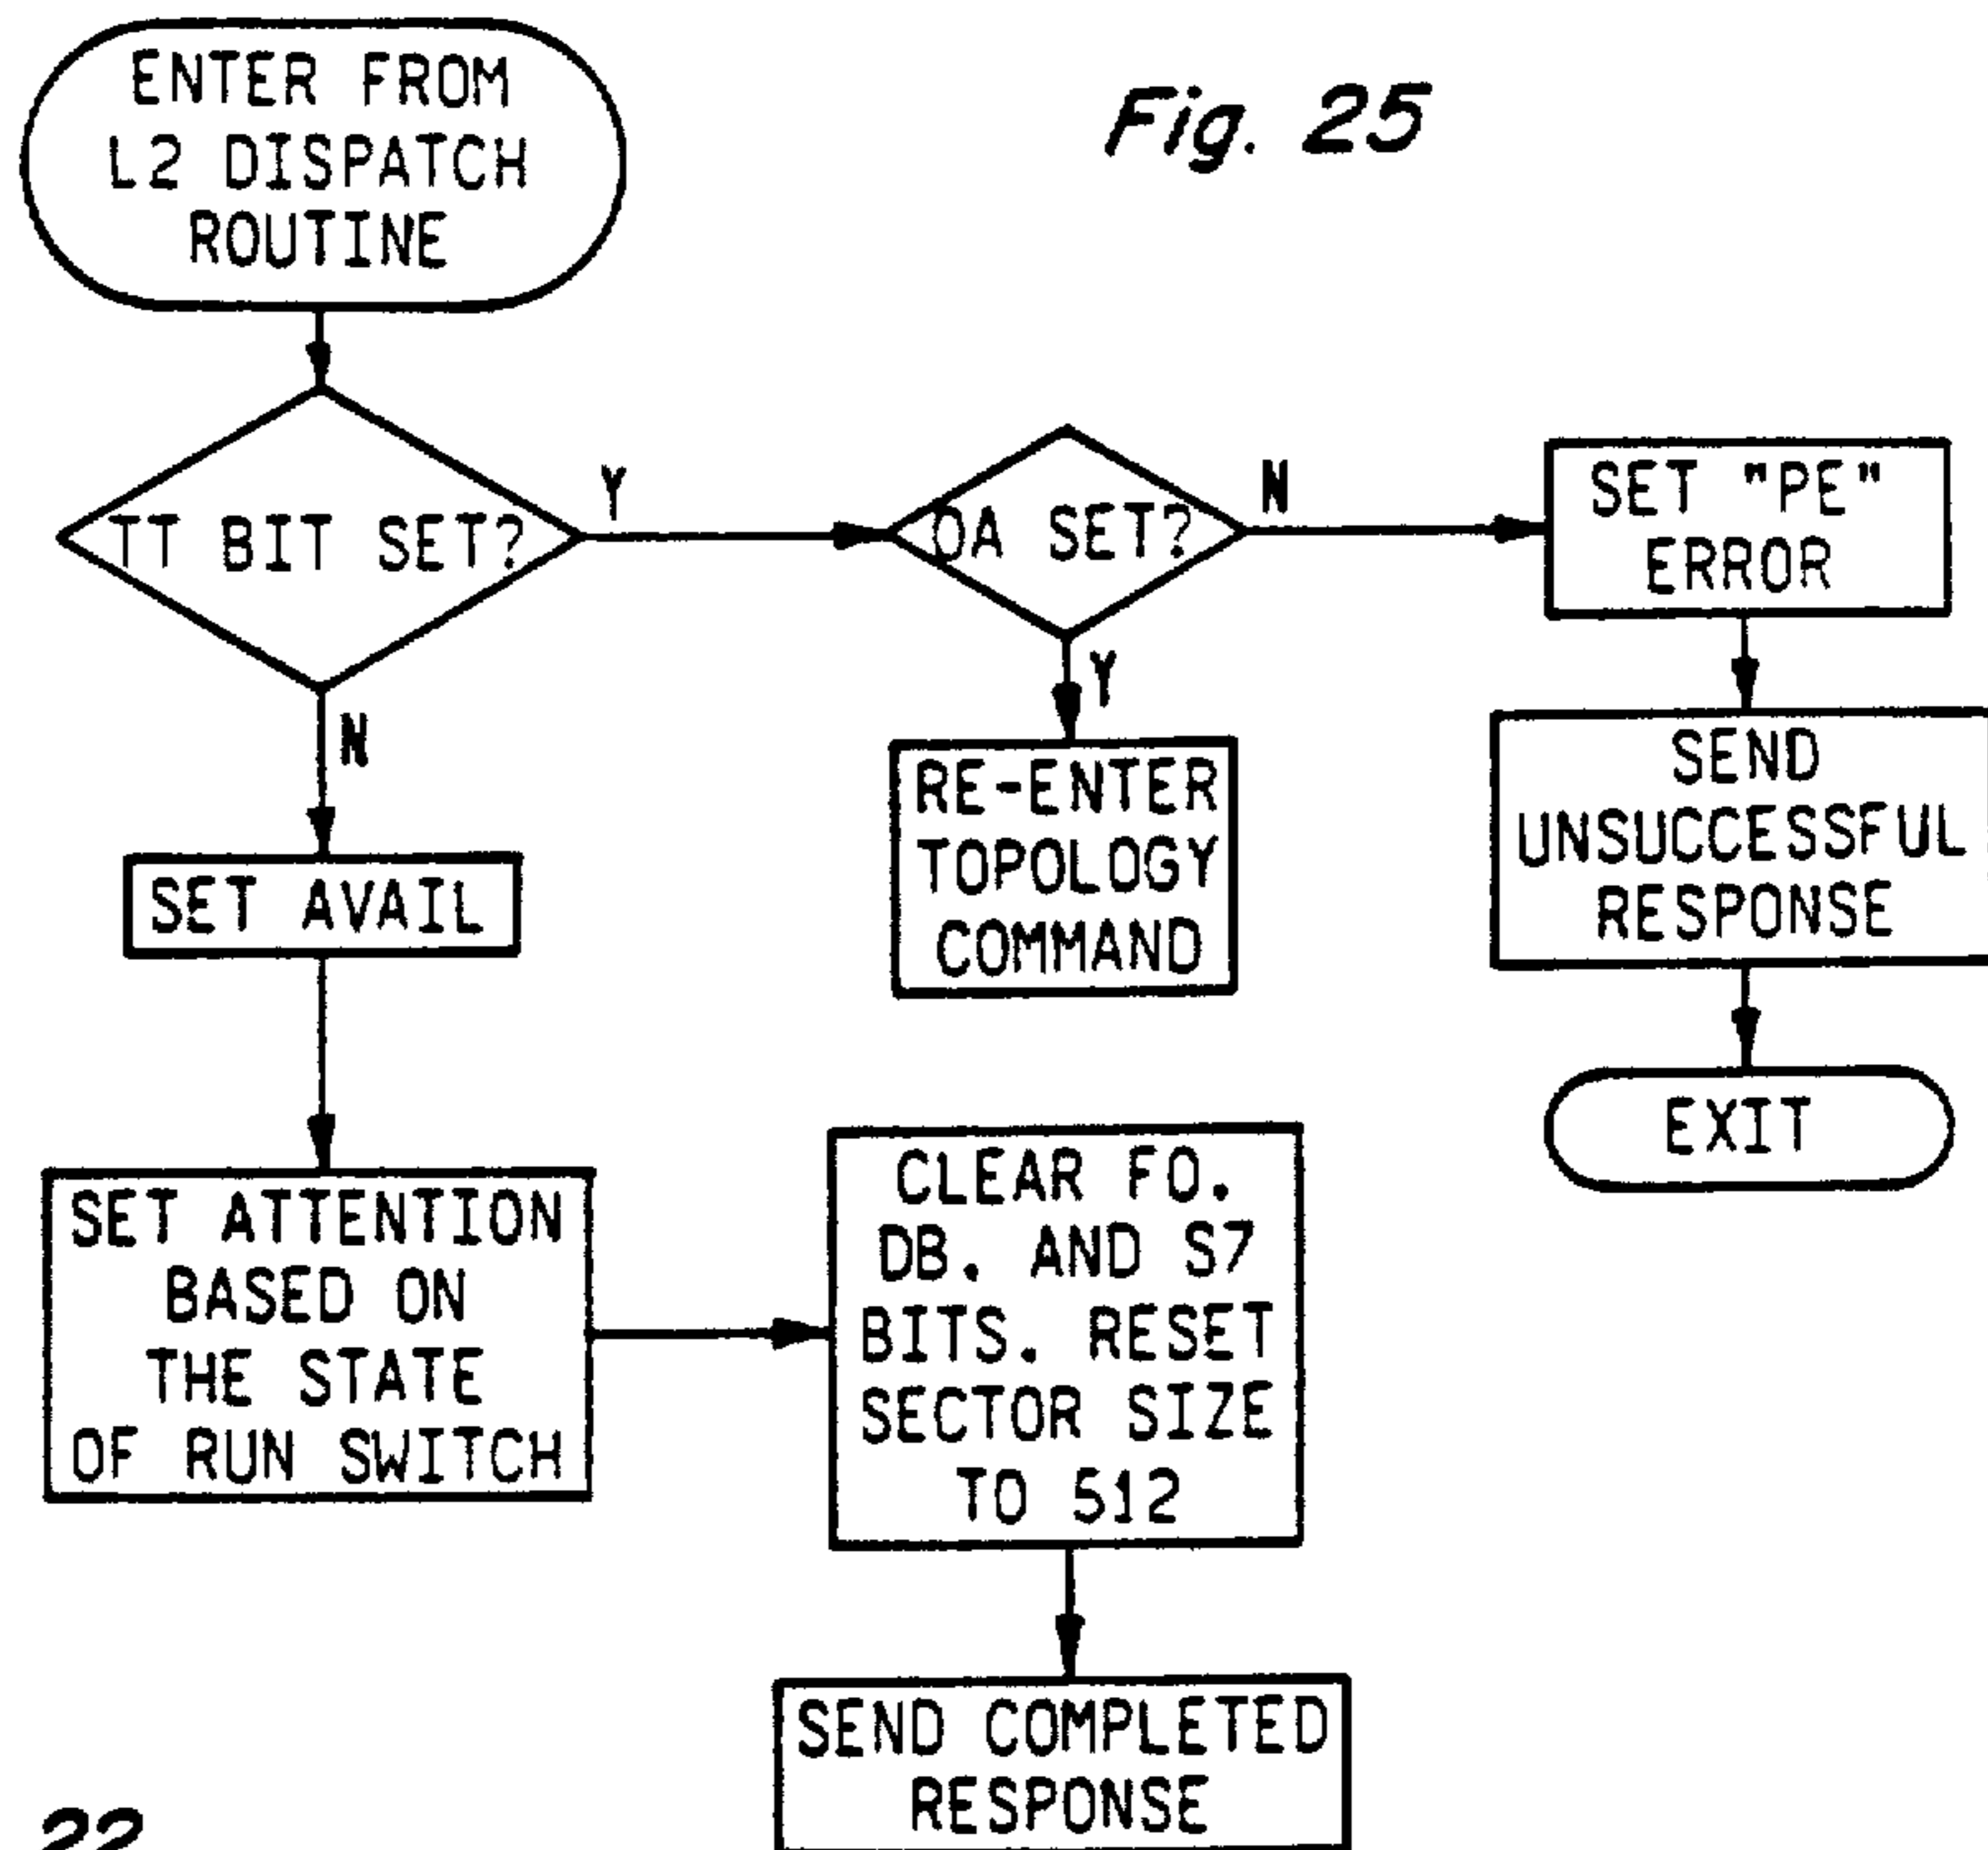 ENTER FROM
L2 DISPATCH
ROUTINE
Fig. 25
TT BIT SET?
Y
N
OA SET?
N
Y
SET "PE"
ERROR
SEND
UNSUCCESSFUL
RESPONSE
EXIT
RE-ENTER
TOPOLOGY
COMMAND
SET AVAIL
SET ATTENTION
BASED ON
THE STATE
OF RUN SWITCH
CLEAR FO.
DB. AND S7
BITS. RESET
SECTOR SIZE
TO 512
SEND COMPLETED
RESPONSE
22